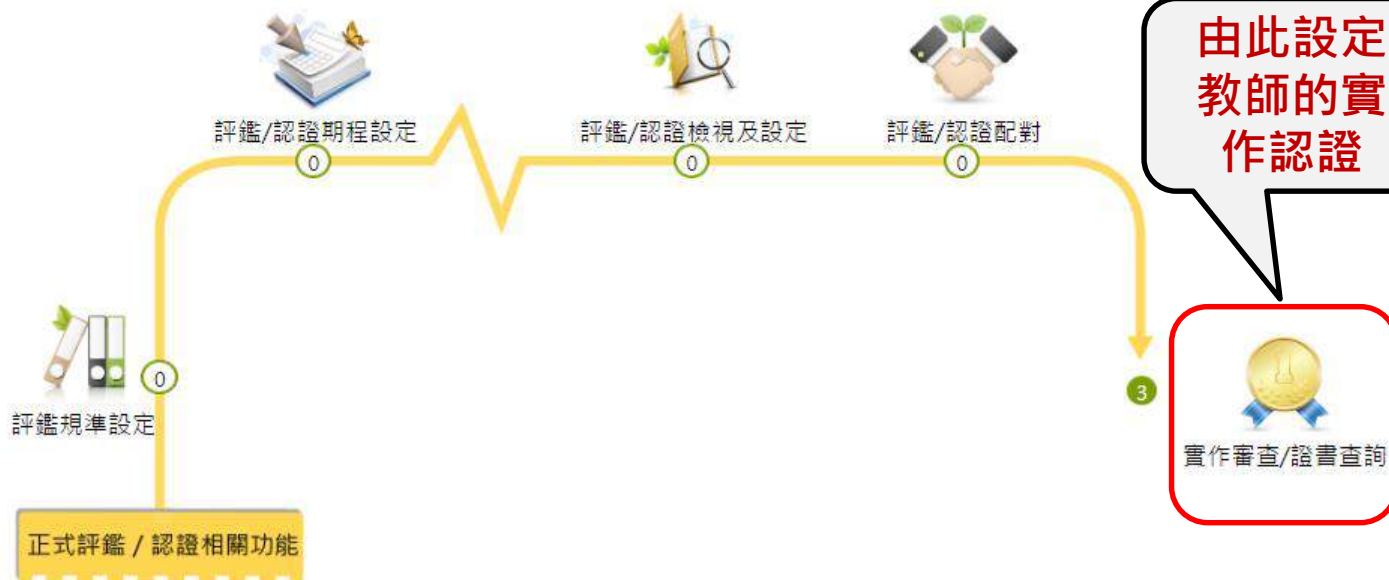 由此設定
教師的實
作認證
評鑑/認證期程設定
0
評鑑/認證檢視及設定
0
評鑑/認證配對
0
評鑑規準設定
0
3
實作審查/證書查詢
正式評鑑 / 認證相關功能